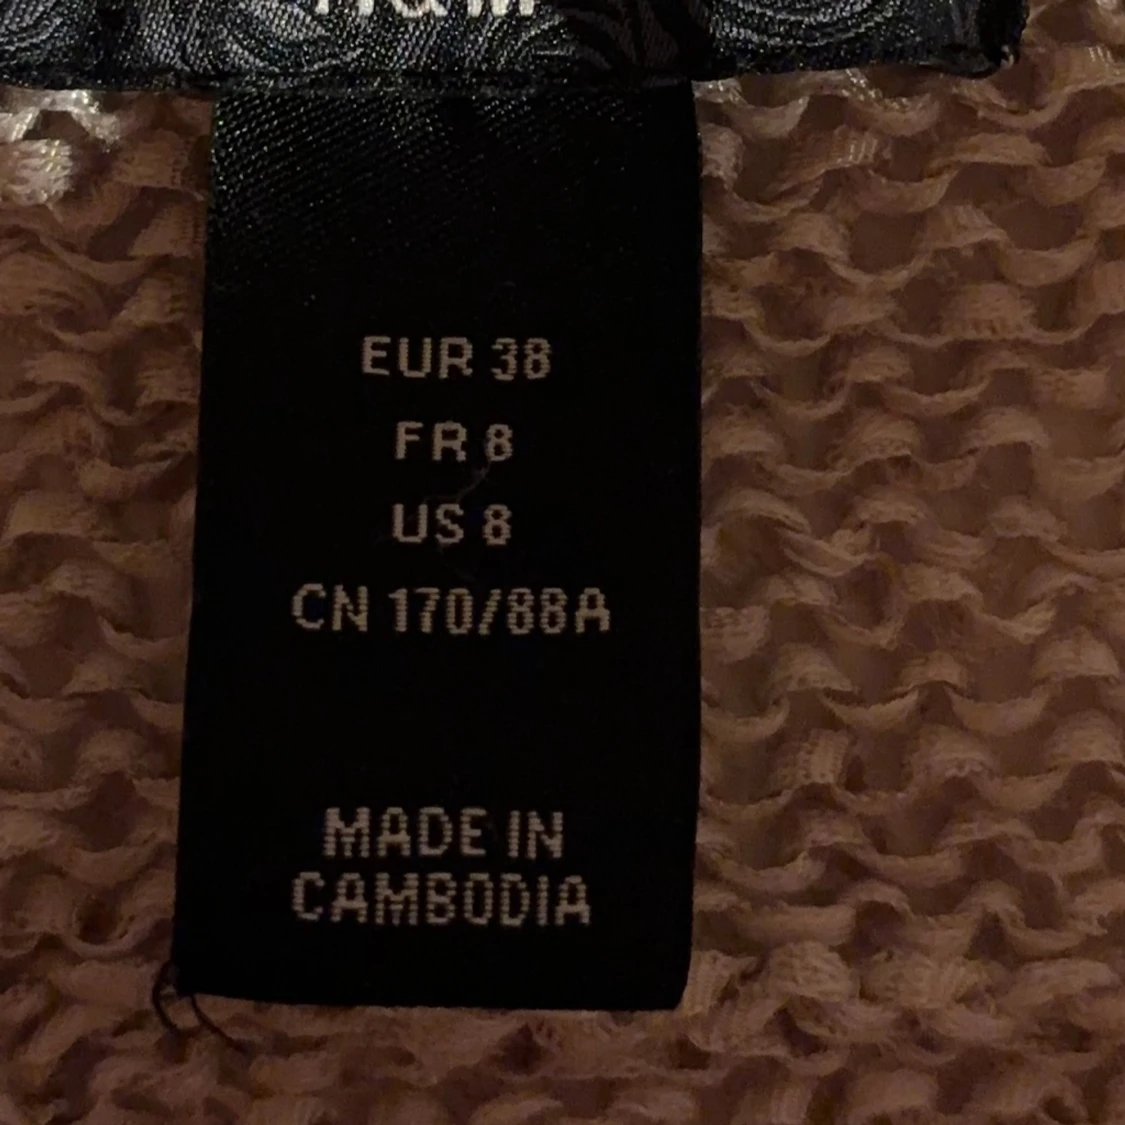 H&M
EUR 38
FR 8
US 8
CN 170/88A
MADE IN
CAMBODIA